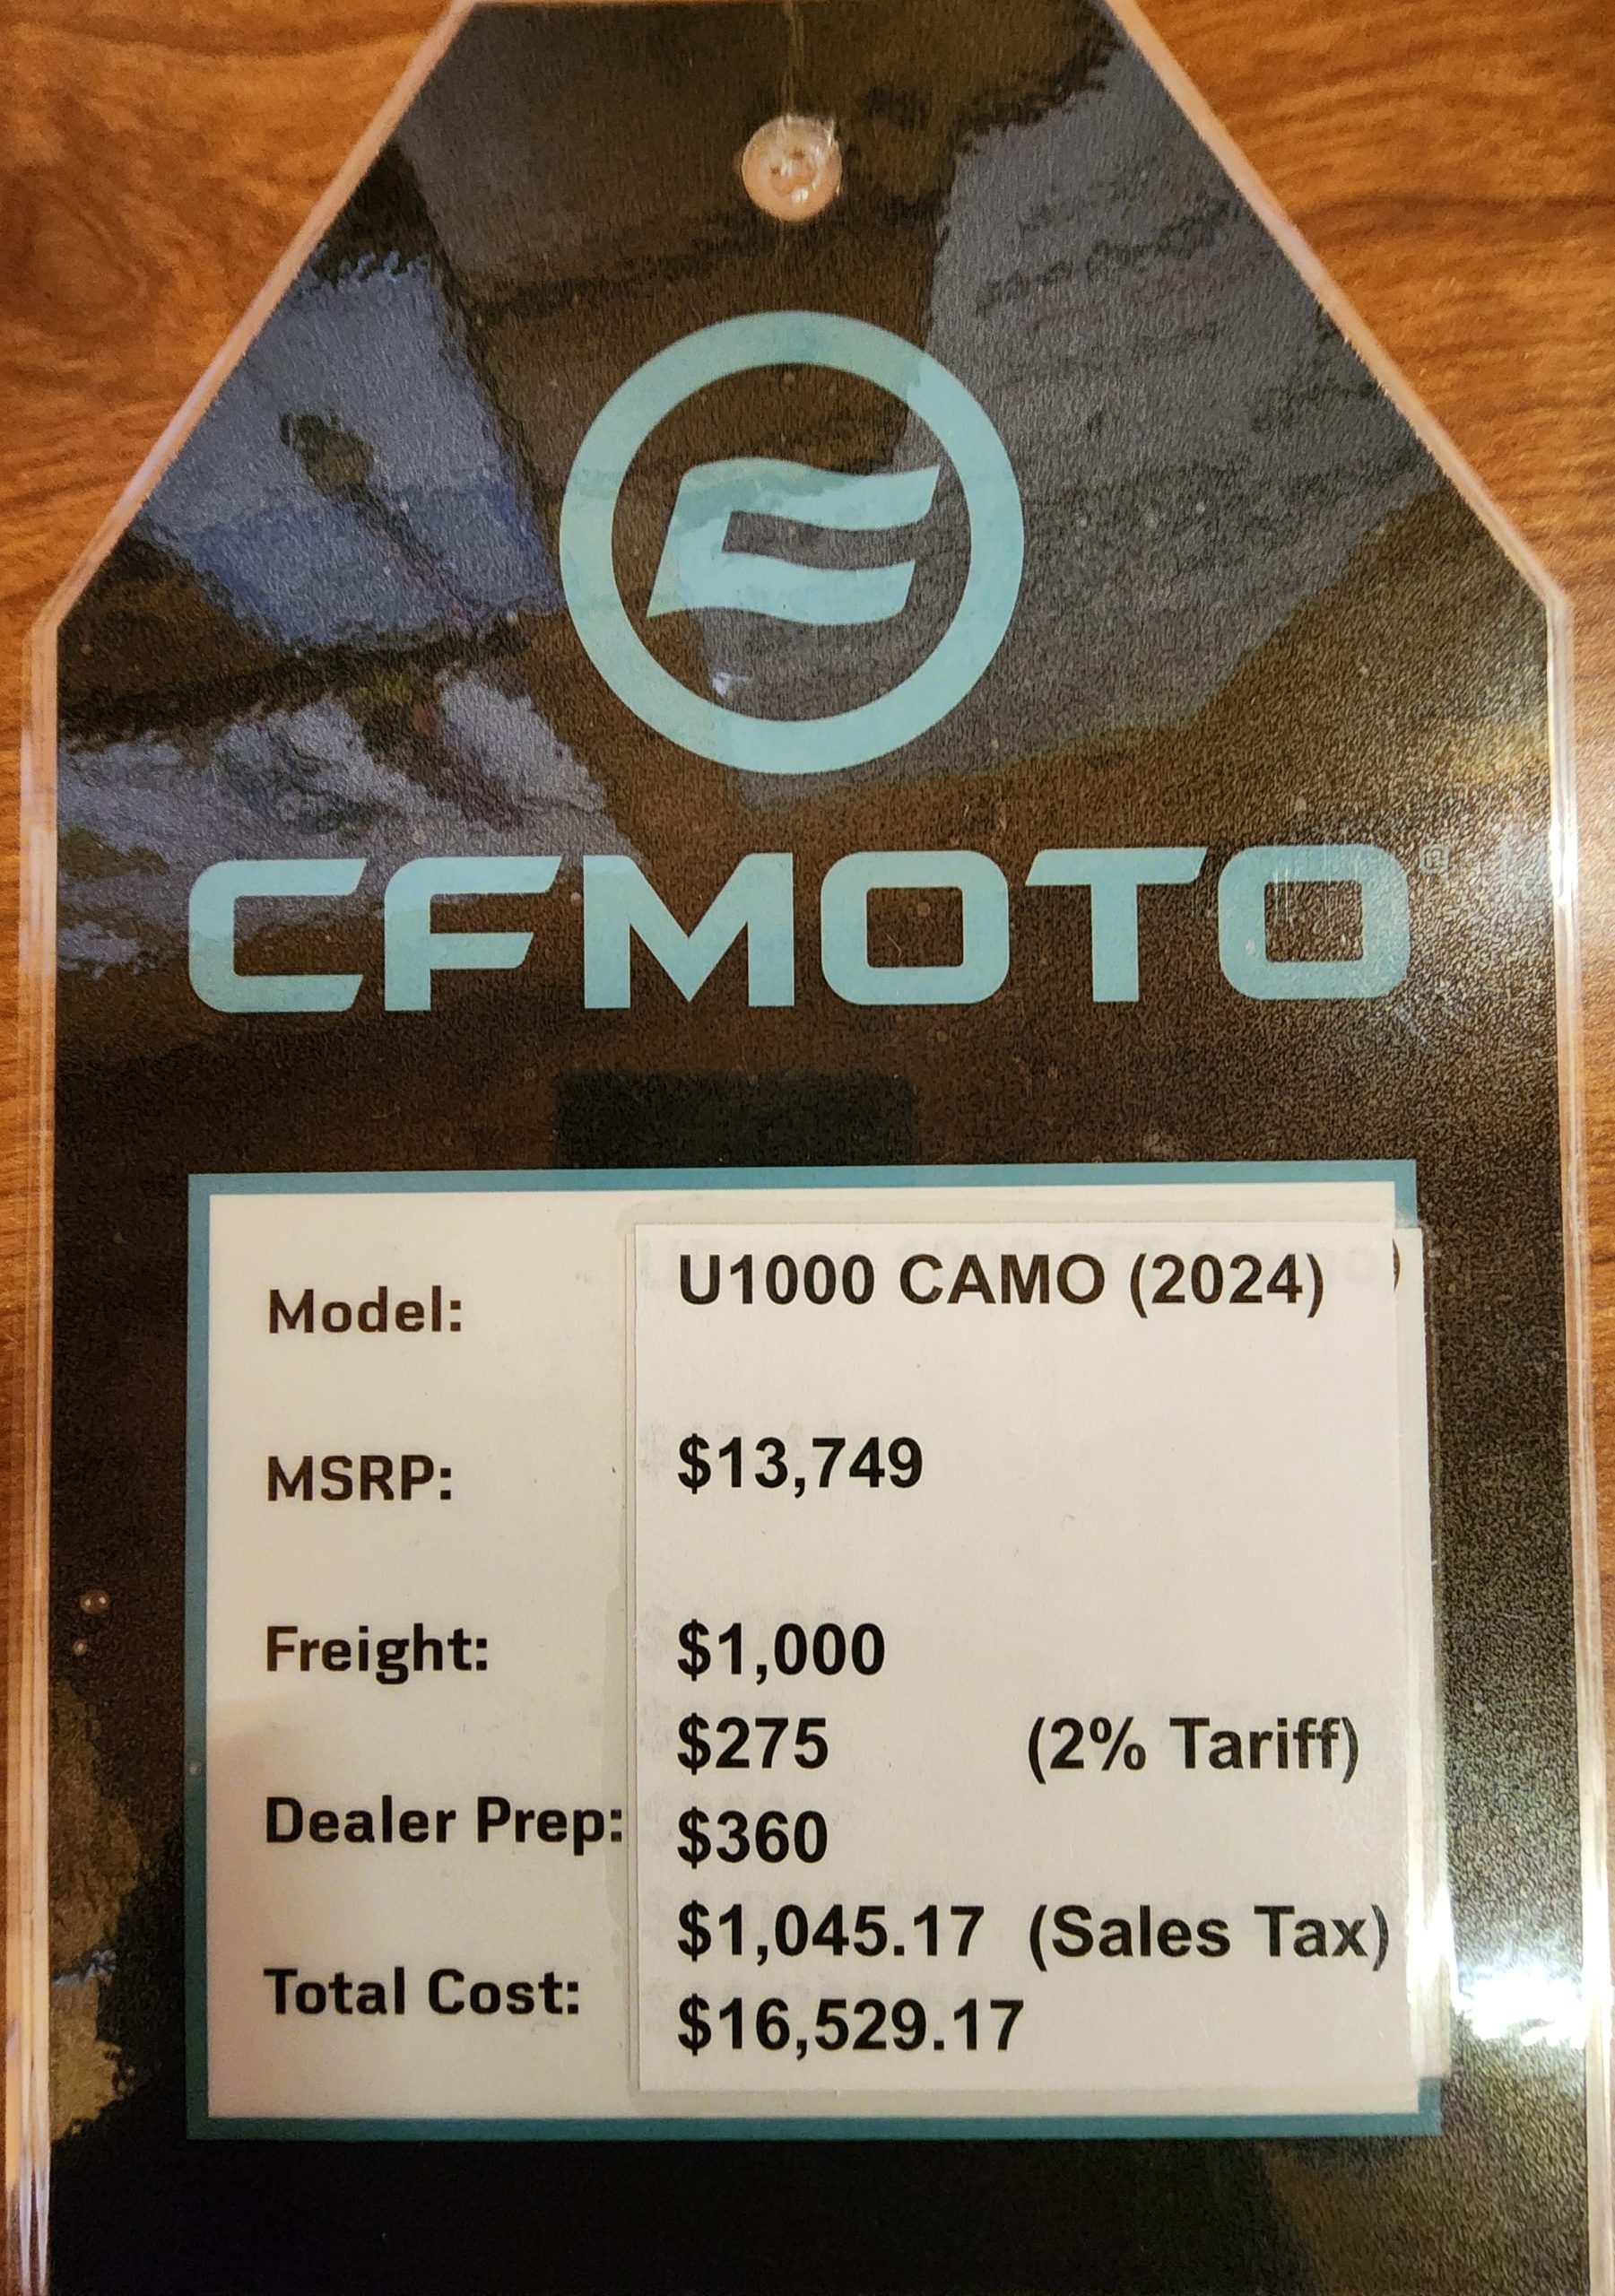 CFMOTO®
Model: U1000 CAMO (2024)
MSRP: $13,749
Freight: $1,000
$275 (2% Tariff)
Dealer Prep: $360
$1,045.17 (Sales Tax)
Total Cost: $16,529.17